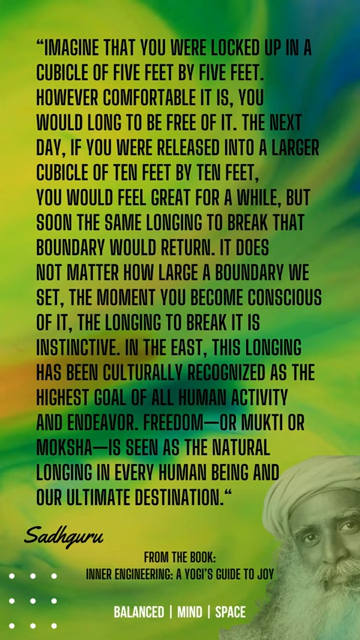 “IMAGINE THAT YOU WERE LOCKED UP IN A
CUBICLE OF FIVE FEET BY FIVE FEET.
HOWEVER COMFORTABLE IT IS, YOU
WOULD LONG TO BE FREE OF IT. THE NEXT
DAY, IF YOU WERE RELEASED INTO A LARGER
CUBICLE OF TEN FEET BY TEN FEET,
YOU WOULD FEEL GREAT FOR A WHILE, BUT
SOON THE SAME LONGING TO BREAK THAT
BOUNDARY WOULD RETURN. IT DOES
NOT MATTER HOW LARGE A BOUNDARY WE
SET, THE MOMENT YOU BECOME CONSCIOUS
OF IT, THE LONGING TO BREAK IT IS
INSTINCTIVE. IN THE EAST, THIS LONGING
HAS BEEN CULTURALLY RECOGNIZED AS THE
HIGHEST GOAL OF ALL HUMAN ACTIVITY
AND ENDEAVOR. FREEDOM—OR MUKTI OR
MOKSHA—IS SEEN AS THE NATURAL
LONGING IN EVERY HUMAN BEING AND
OUR ULTIMATE DESTINATION.“
Sadhguru
FROM THE BOOK:
INNER ENGINEERING: A YOGI'S GUIDE TO JOY
BALANCED | MIND | SPACE